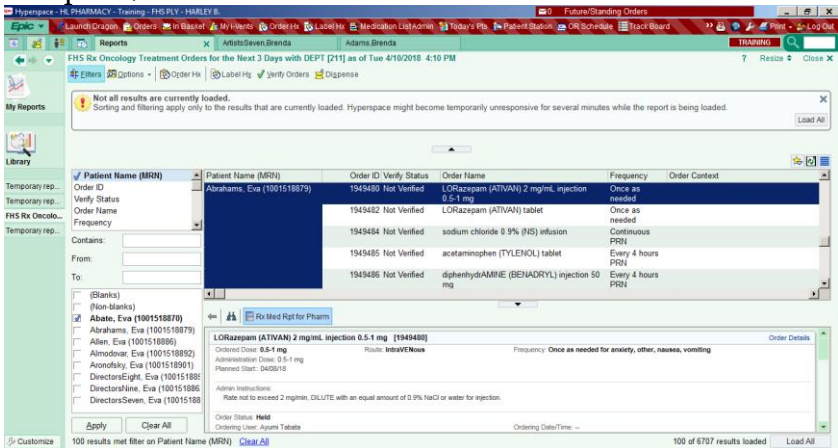 Hyperspace - HL PHARMACY - Training - FHS PLY - HARLEY B.
0 Future/Standing Orders
Epic Launch Dragon Orders In Basket My I-Vents Order Hx Label Hx Medication List Admin Today's Pts Patient Station OR Schedule Track Board Print Log Out
Reports ArtistsSeven,Brenda Adams,Brenda TRAINING
FHS Rx Oncology Treatment Orders for the Next 3 Days with DEPT [211] as of Tue 4/10/2018 4:10 PM ? Resize Close X
Filters Options Order Hx Label Hx Verify Orders Dispense
My Reports
Library
Temporary rep...
Temporary rep...
FHS Rx Oncolo...
Temporary rep...
Not all results are currently loaded.
Sorting and filtering apply only to the results that are currently loaded. Hyperspace might become temporarily unresponsive for several minutes while the report is being loaded.
Load All
Patient Name (MRN)
Order ID
Verify Status
Order Name
Frequency
Contains:
From:
To:
(Blanks)
(Non-blanks)
Abate, Eva (1001518870)
Abrahams, Eva (1001518879)
Allen, Eva (1001518886)
Almodovar, Eva (1001518892)
Aronofsky, Eva (1001518901)
DirectorsEight, Eva (100151889
DirectorsNine, Eva (1001518886
DirectorsSeven, Eva (10015188
Apply Clear All
Patient Name (MRN) Order ID Verify Status Order Name Frequency Order Context
Abrahams, Eva (1001518879) 1949480 Not Verified LORazepam (ATIVAN) 2 mg/mL injection Once as
0.5-1 mg needed
1949482 Not Verified LORazepam (ATIVAN) tablet Once as
needed
1949484 Not Verified sodium chloride 0.9% (NS) infusion Continuous
PRN
1949485 Not Verified acetaminophen (TYLENOL) tablet Every 4 hours
PRN
1949486 Not Verified diphenhydrAMINE (BENADRYL) injection 50 Every 4 hours
mg PRN
Rx Med Rpt for Pharm
LORazepam (ATIVAN) 2 mg/mL injection 0.5-1 mg [1949480] Order Details
Ordered Dose: 0.5-1 mg Route: IntraVENous Frequency: Once as needed for anxiety, other, nausea, vomiting
Administration Dose: 0.5-1 mg
Planned Start: 04/06/18
Admin Instructions:
Rate not to exceed 2 mg/min, DILUTE with an equal amount of 0.9% NaCl or water for injection.
Order Status: Held
Ordering User: Ayumi Tabata Ordering Date/Time: --
Customize 100 results met filter on Patient Name (MRN) Clear All 100 of 6707 results loaded Load All